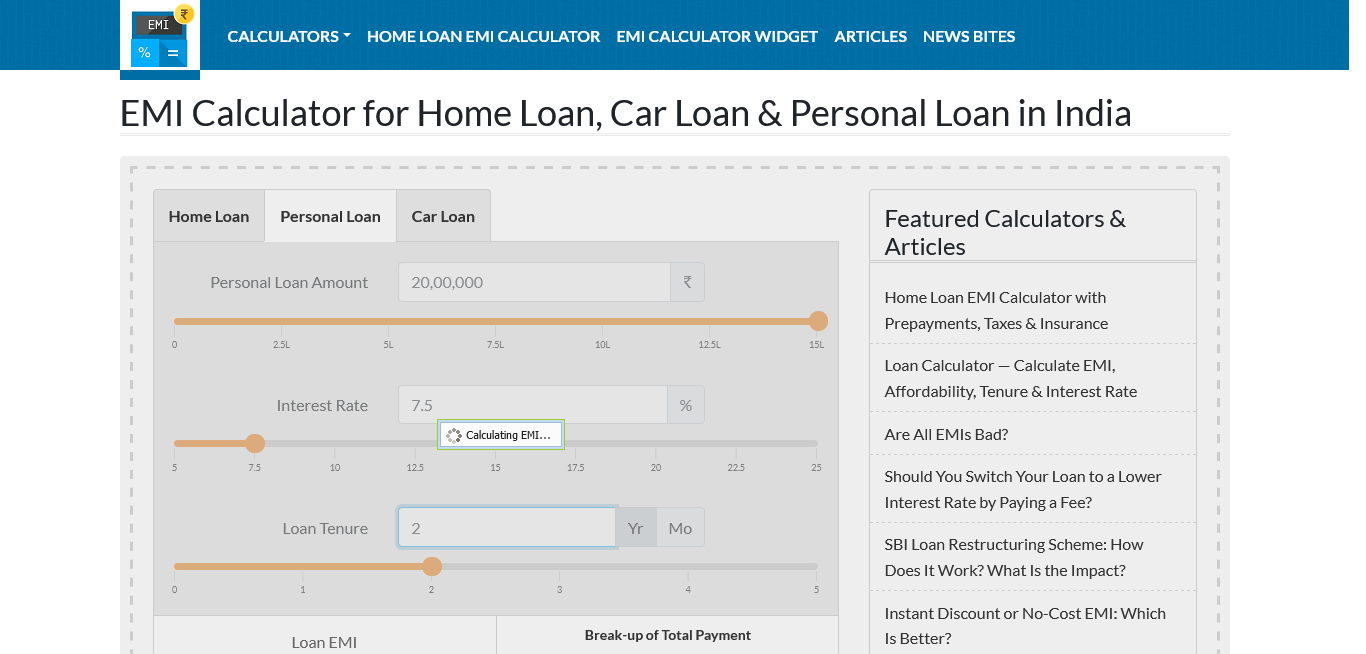 EMI
₹
%
=
CALCULATORS
HOME LOAN EMI CALCULATOR
EMI CALCULATOR WIDGET
ARTICLES
NEWS BITES
EMI Calculator for Home Loan, Car Loan & Personal Loan in India
Home Loan
Personal Loan
Car Loan
Personal Loan Amount
20,00,000
₹
0
2.5L
5L
7.5L
10L
12.5L
15L
Interest Rate
7.5
%
Calculating EMI...
5
7.5
10
12.5
15
17.5
20
22.5
25
Loan Tenure
2
Yr
Mo
0
1
2
3
4
5
Loan EMI
Break-up of Total Payment
Featured Calculators &
Articles
Home Loan EMI Calculator with
Prepayments, Taxes & Insurance
Loan Calculator — Calculate EMI,
Affordability, Tenure & Interest Rate
Are All EMIs Bad?
Should You Switch Your Loan to a Lower
Interest Rate by Paying a Fee?
SBI Loan Restructuring Scheme: How
Does It Work? What Is the Impact?
Instant Discount or No-Cost EMI: Which
Is Better?